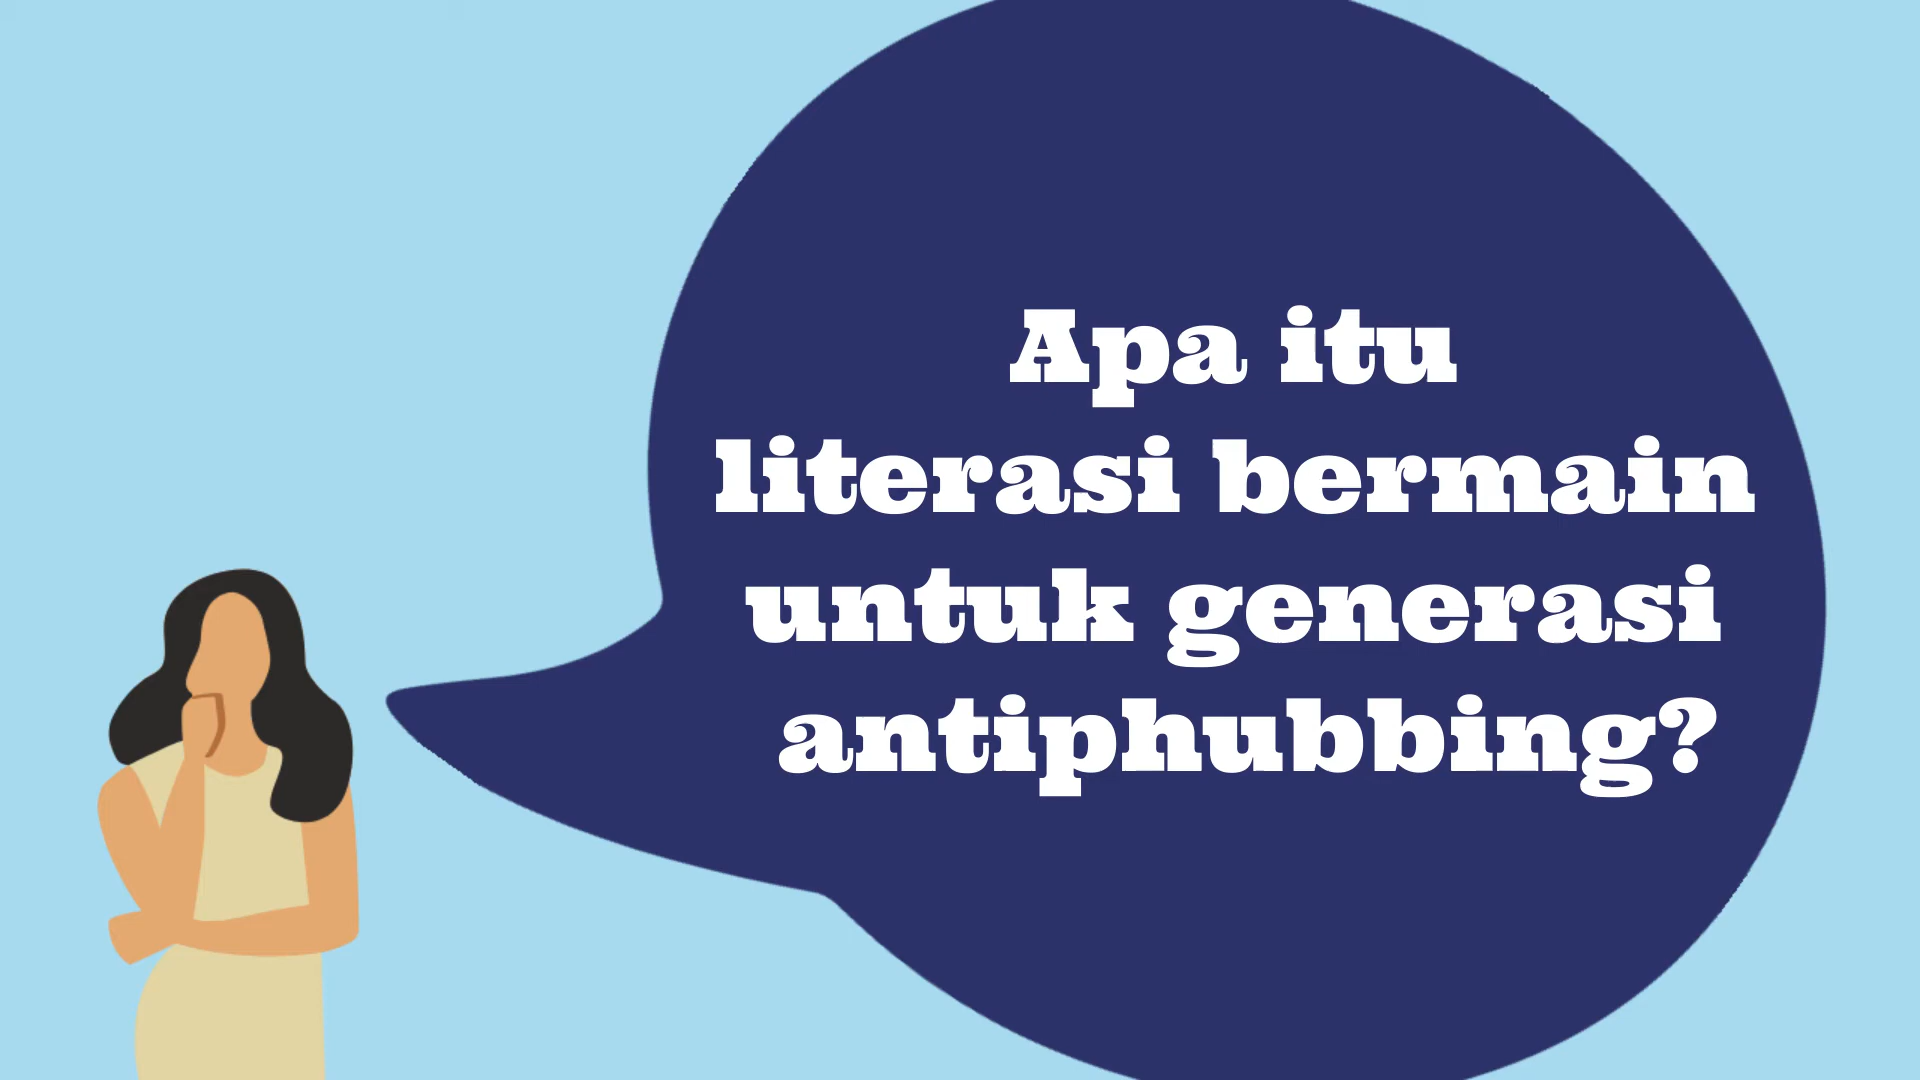 Apa itu
literasi bermain
untuk generasi
antiphubbing?